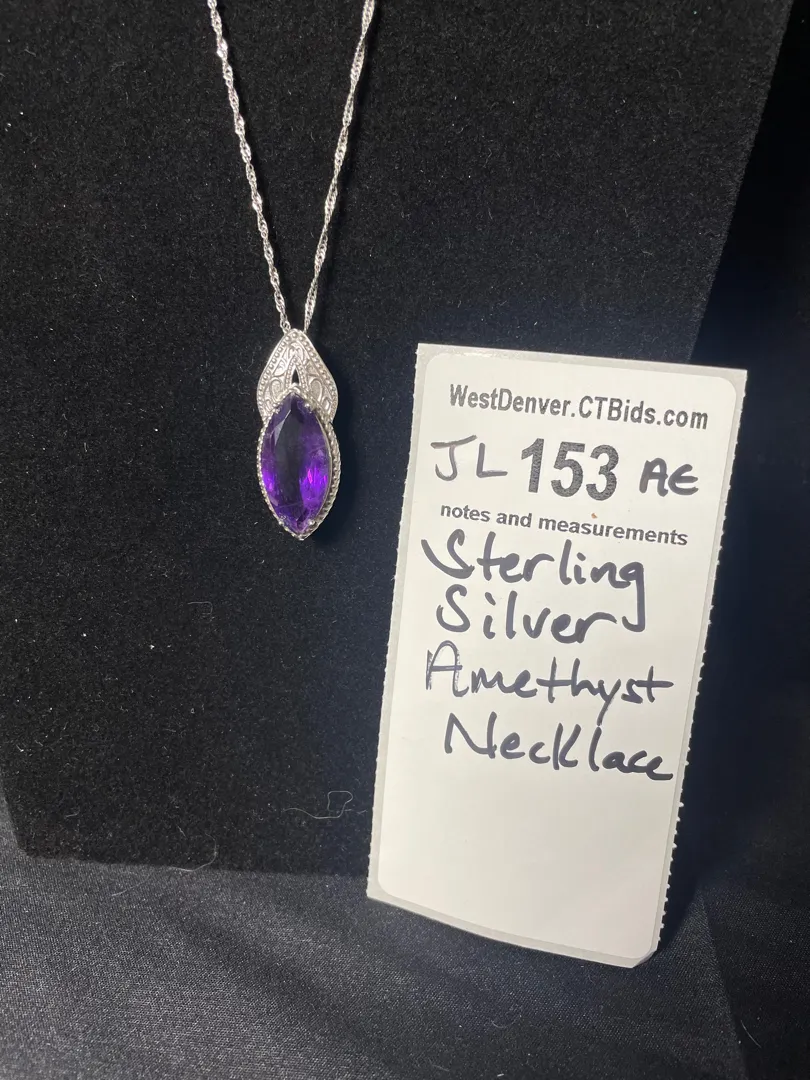 WestDenver.CTBids.com
JL 153 AE
notes and measurements
Sterling
Silver
Amethyst
Necklace